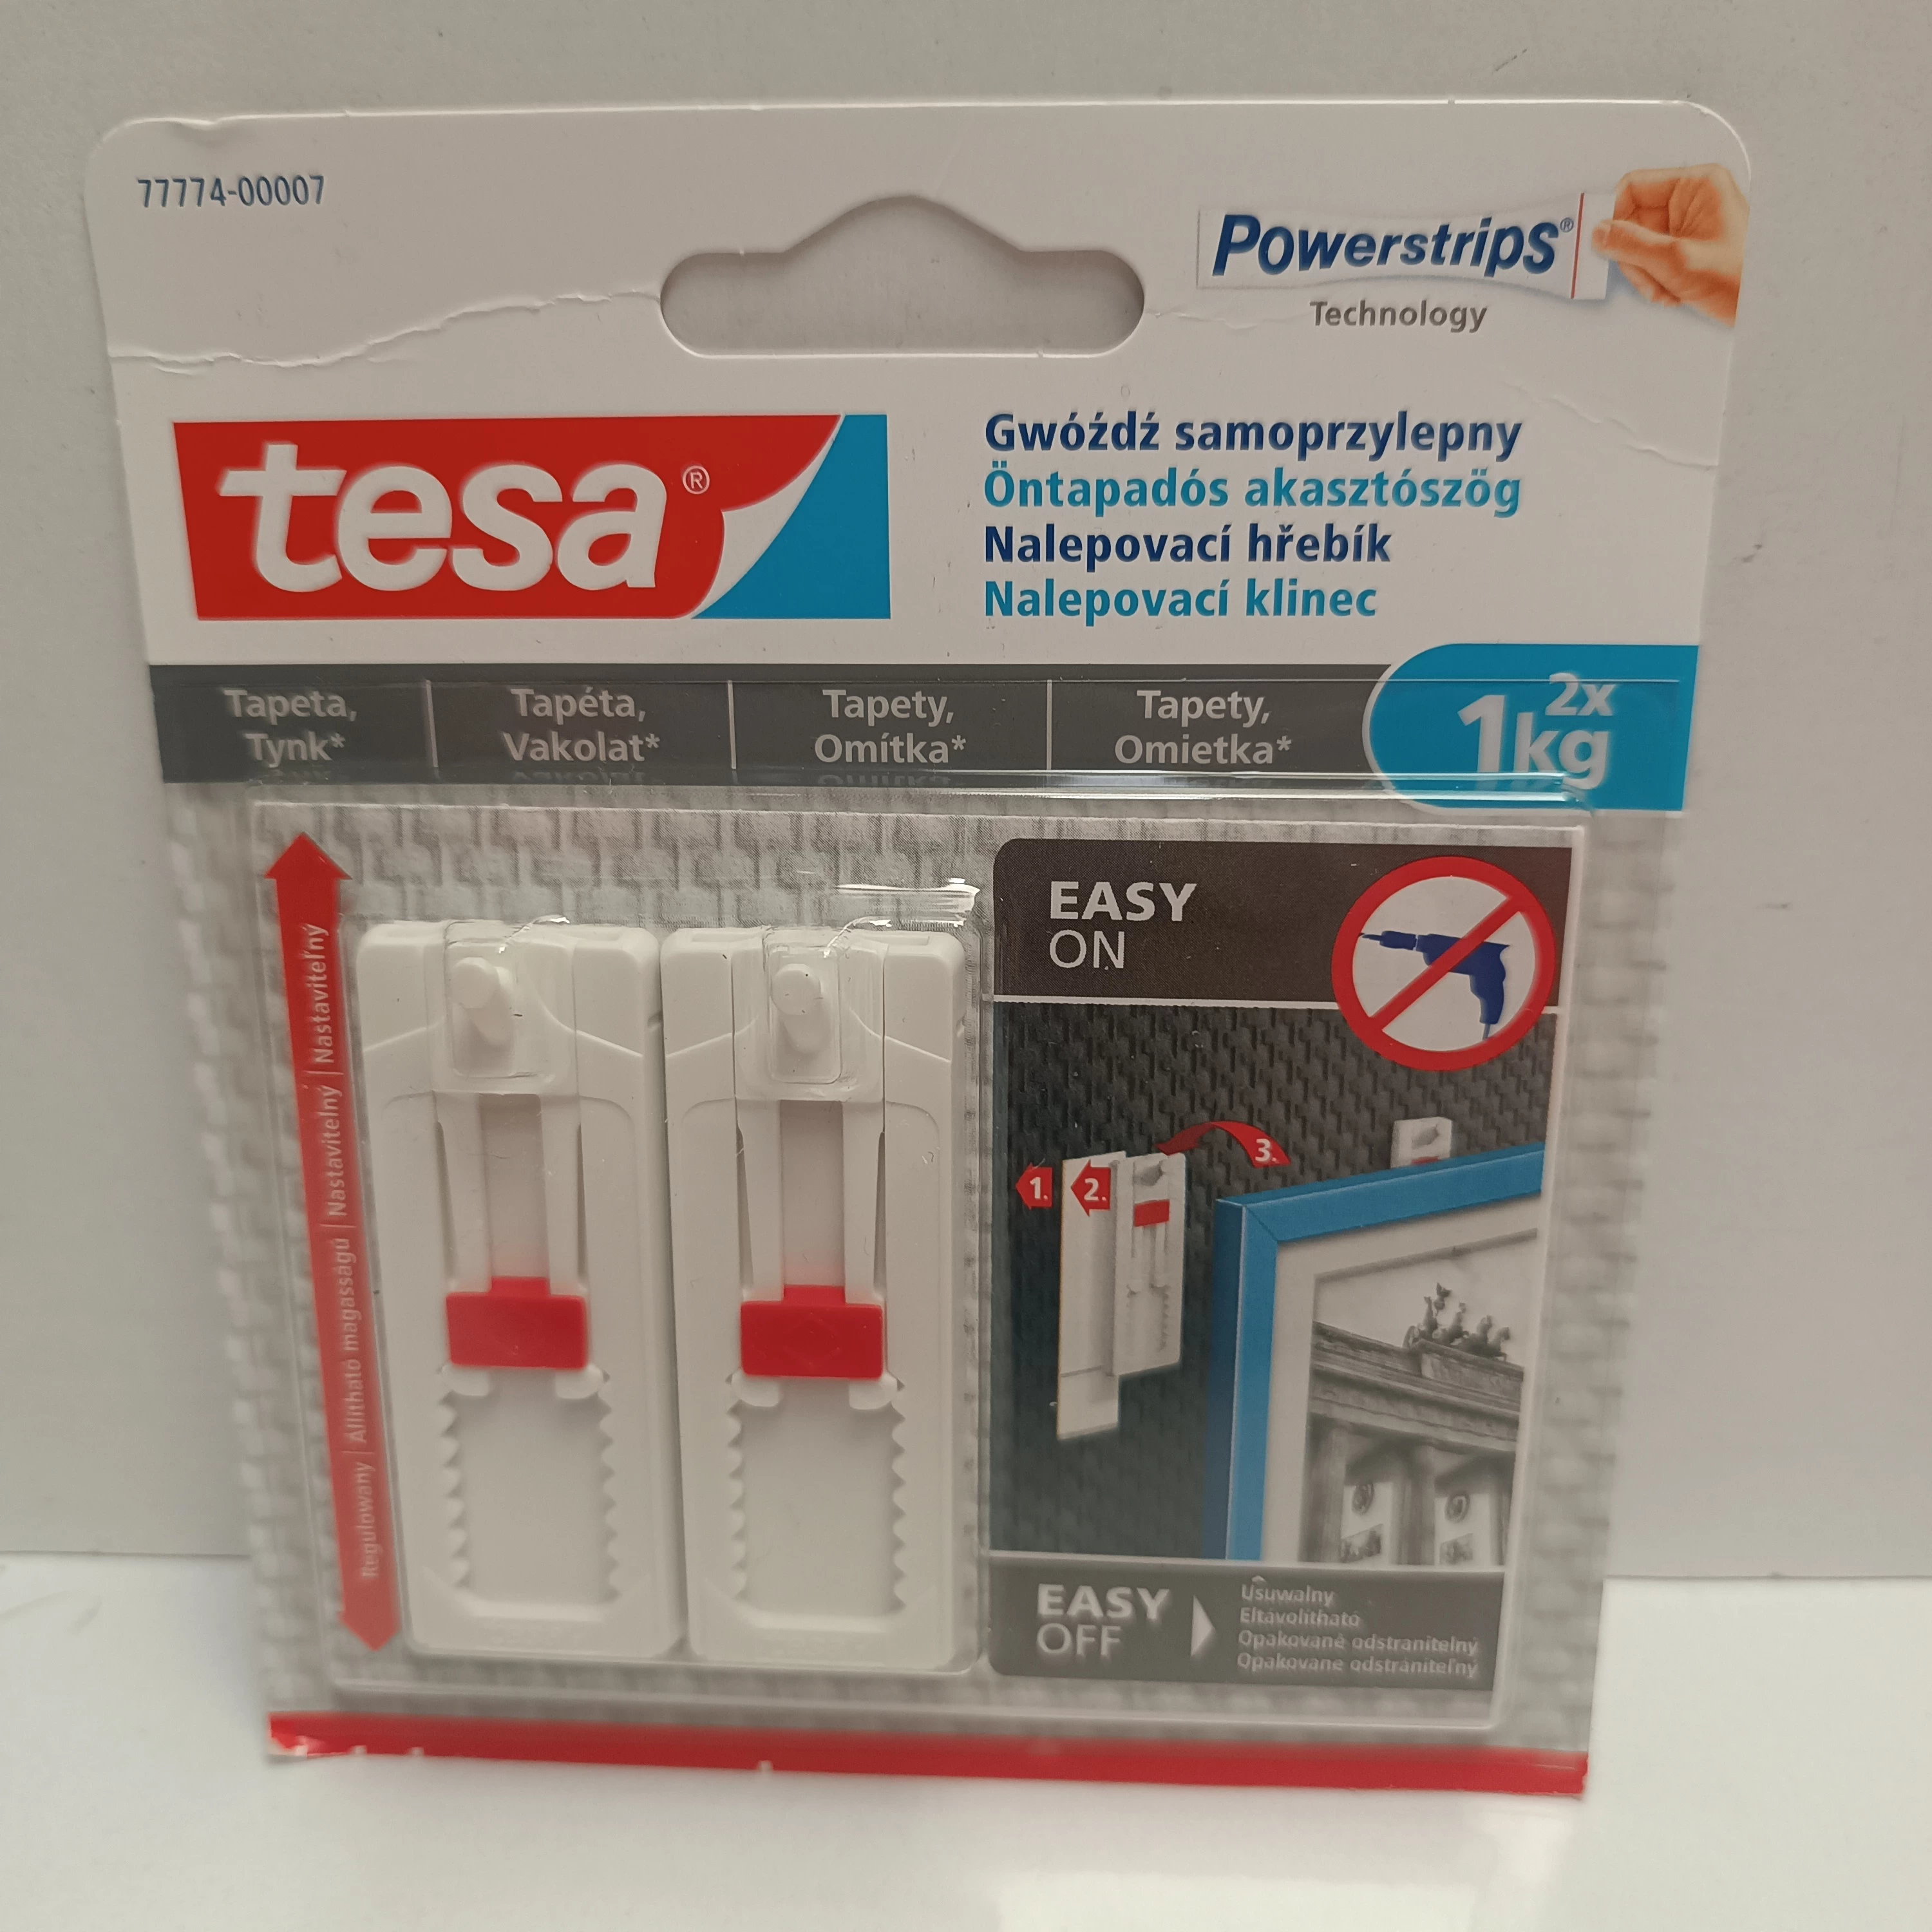 77774-00007
Powerstrips®
Technology
tesa®
Gwóźdź samoprzylepny
Öntapadós akasztószög
Nalepovací hřebík
Nalepovací klinec
Tapeta,
Tynk*
Tapéta,
Vakolat*
Tapety,
Omítka*
Tapety,
Omietka*
2x
1kg
Regulowany | Állítható magasságú | Nastavitelný | Nastaviteľný
EASY
ON
1.
2.
3.
EASY
OFF
Usuwalny
Eltávolítható
Opakovaně odstranitelný
Opakovane odstrániteľný